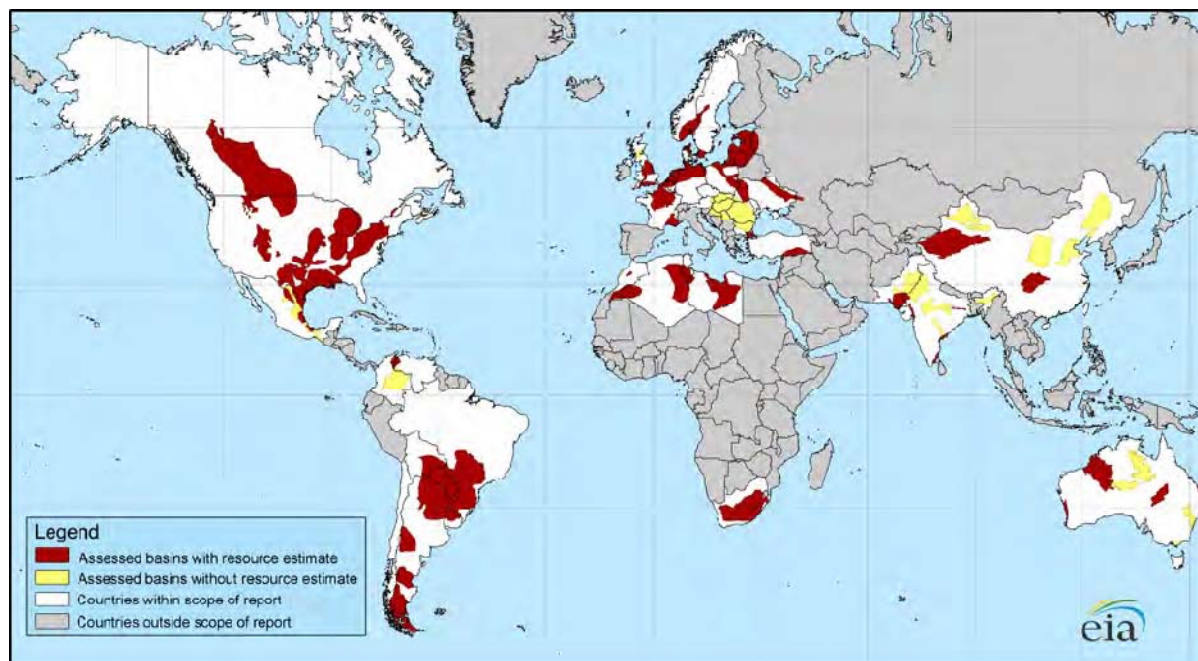 Legend
Assessed basins with resource estimate
Assessed basins without resource estimate
Countries within scope of report
Countries outside scope of report
eia